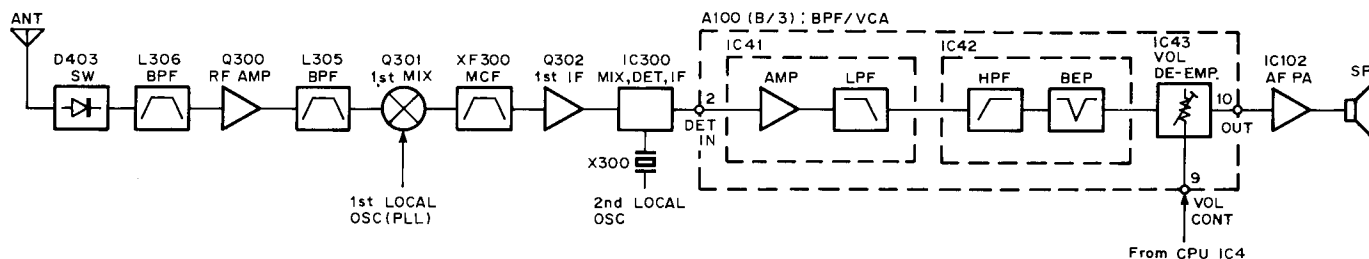 ANT
D403
SW
L306
BPF
Q300
RF AMP
L305
BPF
Q301
1st MIX
XF300
MCF
Q302
1st IF
IC300
MIX, DET, IF
X300
1st LOCAL
OSC (PLL)
2nd LOCAL
OSC
A100 (B/3) : BPF/VCA
2
DET
IN
IC41
AMP
LPF
IC42
HPF
BEP
IC43
VOL
DE-EMP.
10
OUT
9
VOL
CONT
From CPU IC4
IC102
AF PA